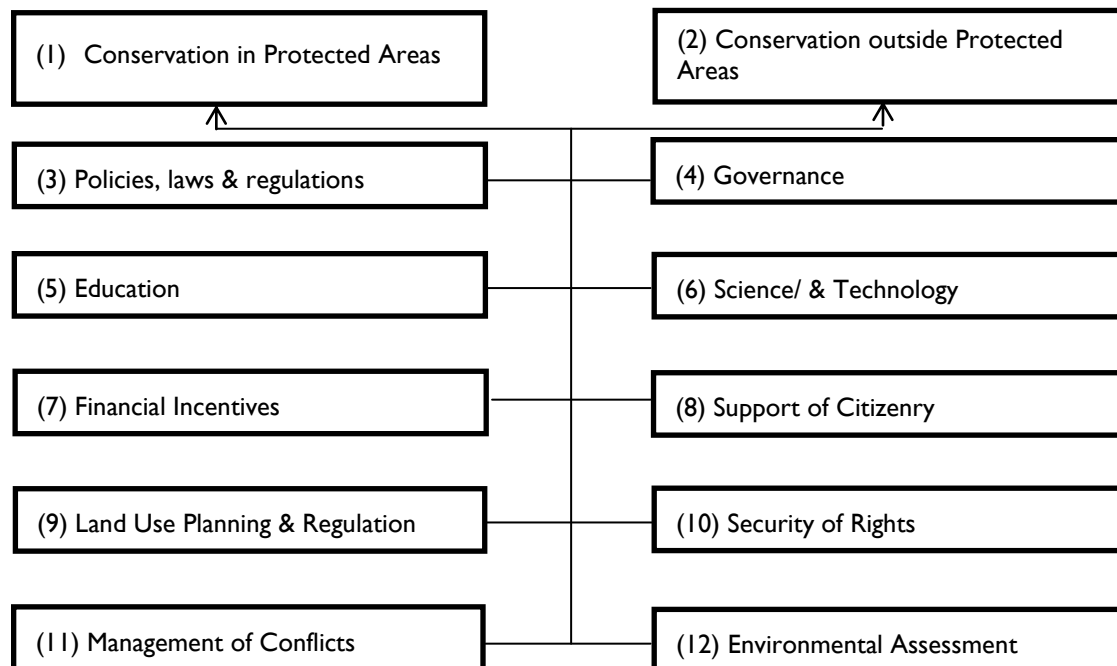 (1) Conservation in Protected Areas
(2) Conservation outside Protected
Areas
(3) Policies, laws & regulations
(4) Governance
(5) Education
(6) Science/ & Technology
(7) Financial Incentives
(8) Support of Citizenry
(9) Land Use Planning & Regulation
(10) Security of Rights
(11) Management of Conflicts
(12) Environmental Assessment